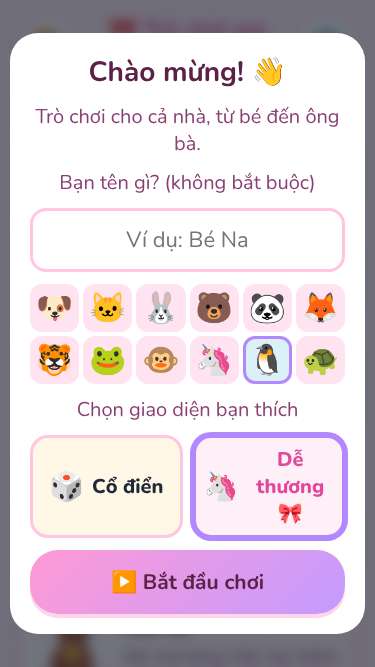 Chào mừng! 👋
Trò chơi cho cả nhà, từ bé đến ông
bà.
Bạn tên gì? (không bắt buộc)
Ví dụ: Bé Na
Chọn giao diện bạn thích
Cổ điển
Dễ
thương
Bắt đầu chơi